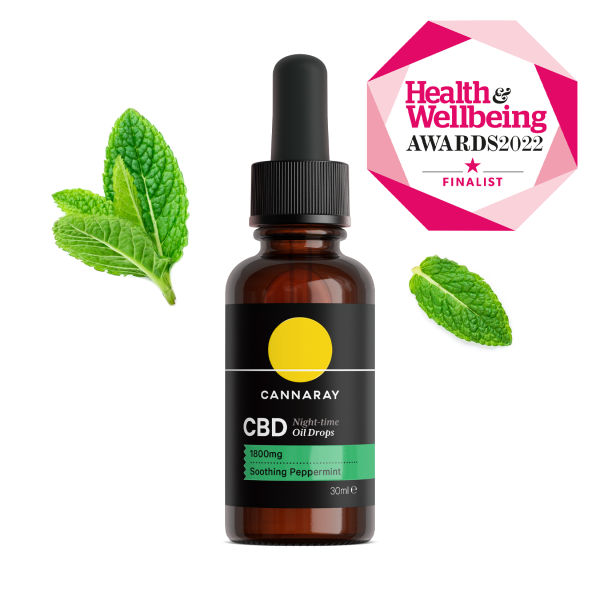 Health&
Wellbeing
AWARDS2022
FINALIST
CANNARAY
CBD Night-time
Oil Drops
1800mg
Soothing Peppermint
30ml ℮